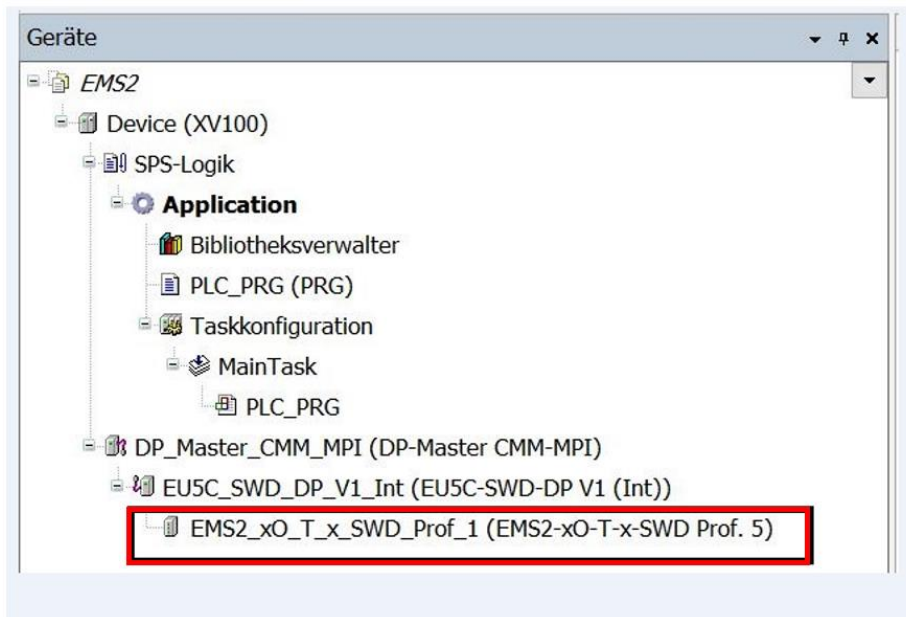 Geräte
EMS2
Device (XV100)
SPS-Logik
Application
Bibliotheksverwalter
PLC_PRG (PRG)
Taskkonfiguration
MainTask
PLC_PRG
DP_Master_CMM_MPI (DP-Master CMM-MPI)
EU5C_SWD_DP_V1_Int (EU5C-SWD-DP V1 (Int))
EMS2_xO_T_x_SWD_Prof_1 (EMS2-xO-T-x-SWD Prof. 5)